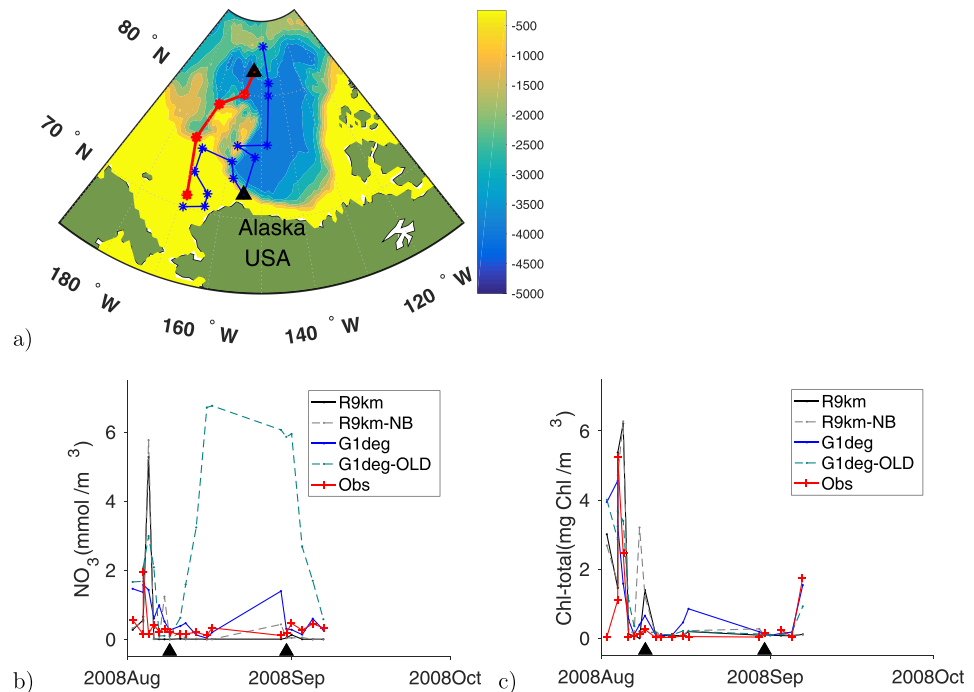 80 °N
70 °N
180 °W
160 °W
140 °W
120 °W
Alaska
USA
-500
-1000
-1500
-2000
-2500
-3000
-3500
-4000
-4500
-5000
a)
NO3(mmol /m 3)
6
4
2
0
R9km
R9km-NB
G1deg
G1deg-OLD
Obs
2008Aug 2008Sep 2008Oct
b)
Chl-total(mg Chl /m 3)
6
4
2
0
R9km
R9km-NB
G1deg
G1deg-OLD
Obs
2008Aug 2008Sep 2008Oct
c)